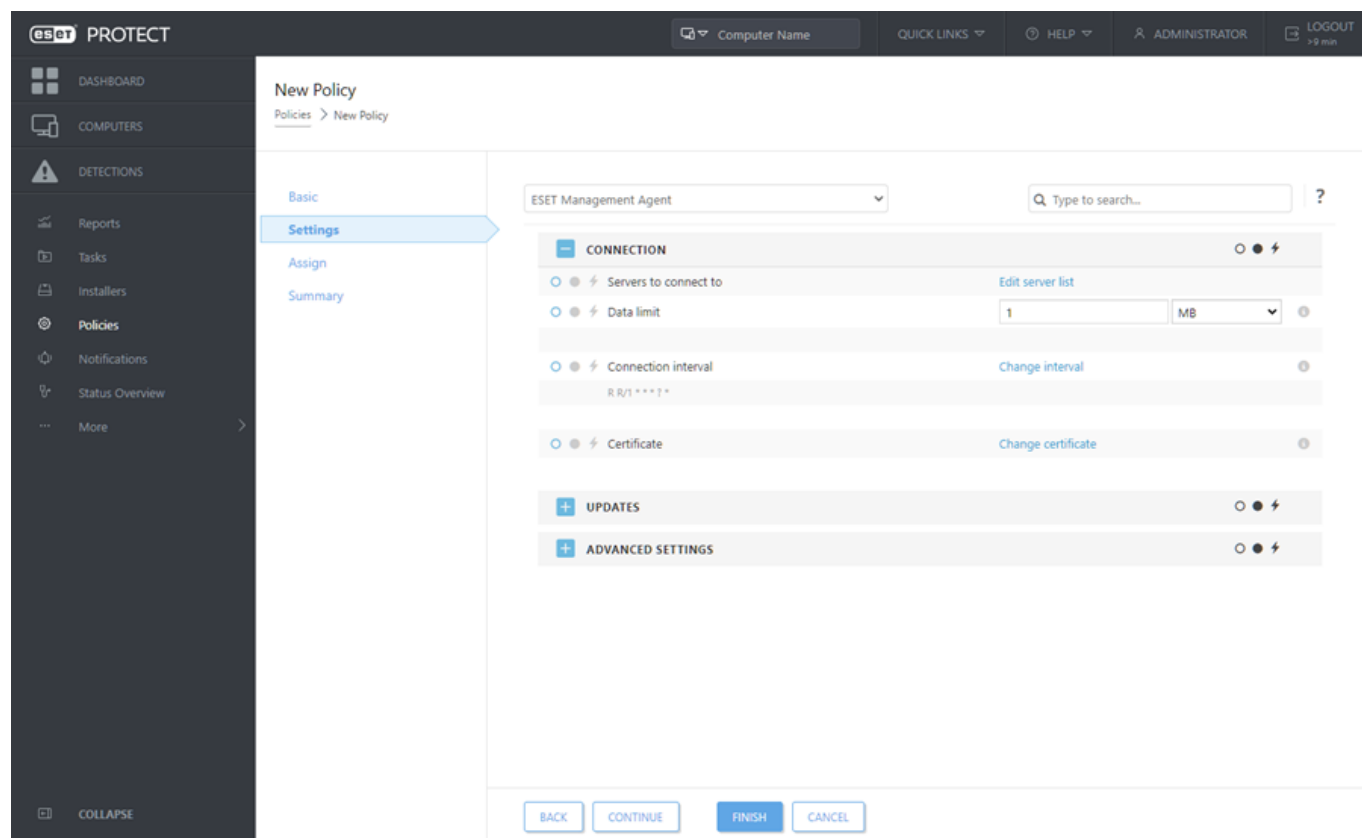 eset PROTECT
Computer Name
QUICK LINKS
HELP
ADMINISTRATOR
LOGOUT
>9 min
DASHBOARD
COMPUTERS
DETECTIONS
Reports
Tasks
Installers
Policies
Notifications
Status Overview
More
COLLAPSE
New Policy
Policies > New Policy
Basic
Settings
Assign
Summary
ESET Management Agent
Type to search...
?
CONNECTION
Servers to connect to Edit server list
Data limit 1 MB
Connection interval Change interval
R R/1 * * * ? *
Certificate Change certificate
UPDATES
ADVANCED SETTINGS
BACK CONTINUE FINISH CANCEL